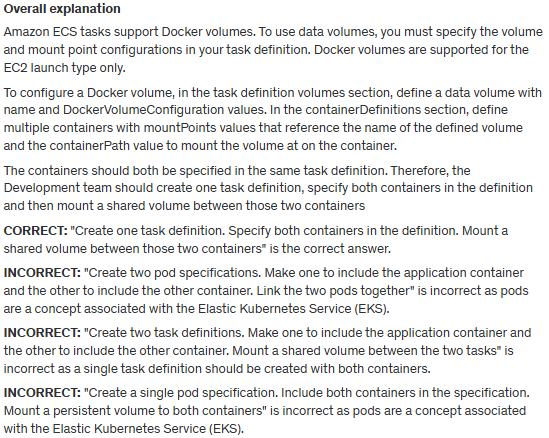 Overall explanation
Amazon ECS tasks support Docker volumes. To use data volumes, you must specify the volume
and mount point configurations in your task definition. Docker volumes are supported for the
EC2 launch type only.
To configure a Docker volume, in the task definition volumes section, define a data volume with
name and DockerVolumeConfiguration values. In the containerDefinitions section, define
multiple containers with mountPoints values that reference the name of the defined volume
and the containerPath value to mount the volume at on the container.
The containers should both be specified in the same task definition. Therefore, the
Development team should create one task definition, specify both containers in the definition
and then mount a shared volume between those two containers
CORRECT: "Create one task definition. Specify both containers in the definition. Mount a
shared volume between those two containers" is the correct answer.
INCORRECT: "Create two pod specifications. Make one to include the application container
and the other to include the other container. Link the two pods together" is incorrect as pods
are a concept associated with the Elastic Kubernetes Service (EKS).
INCORRECT: "Create two task definitions. Make one to include the application container and
the other to include the other container. Mount a shared volume between the two tasks" is
incorrect as a single task definition should be created with both containers.
INCORRECT: "Create a single pod specification. Include both containers in the specification.
Mount a persistent volume to both containers" is incorrect as pods are a concept associated
with the Elastic Kubernetes Service (EKS).